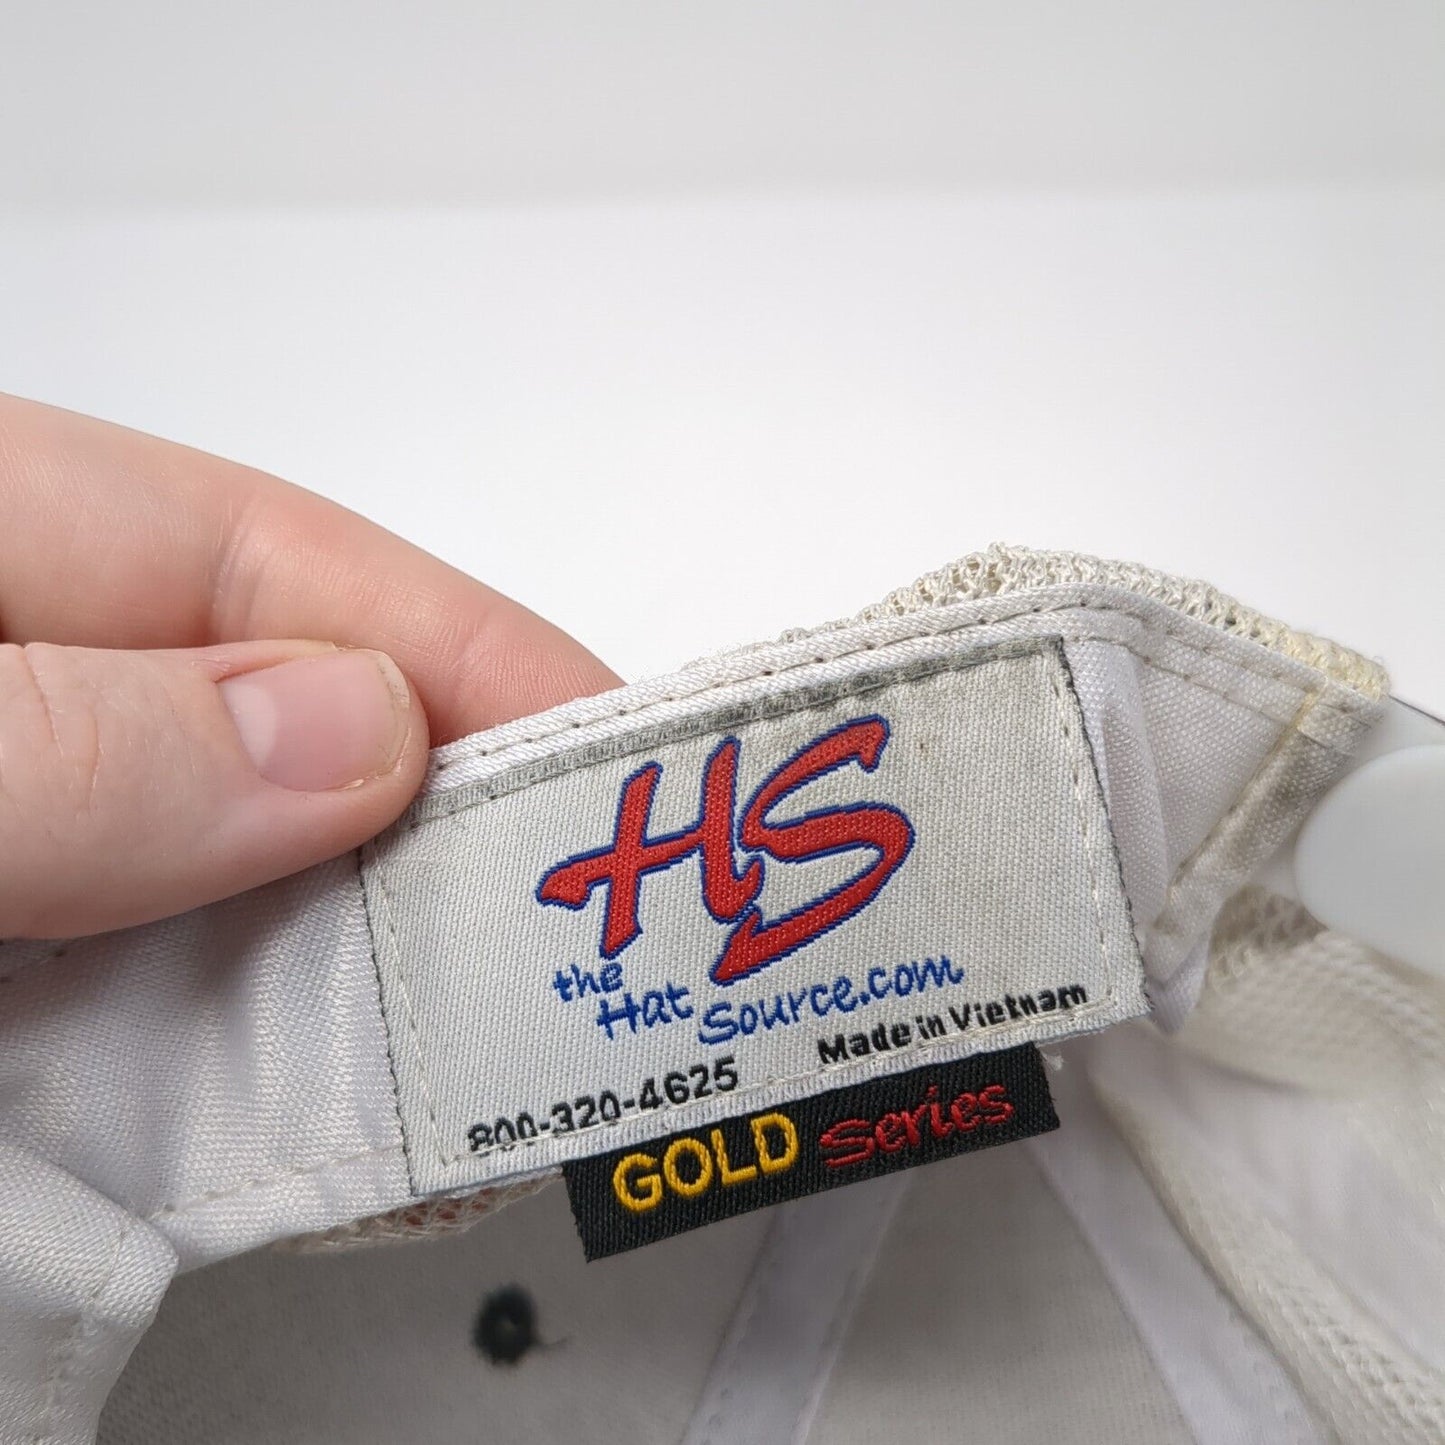 HS
the
Hat Source.com
Made in Vietnam
800-320-4625
GOLD Series